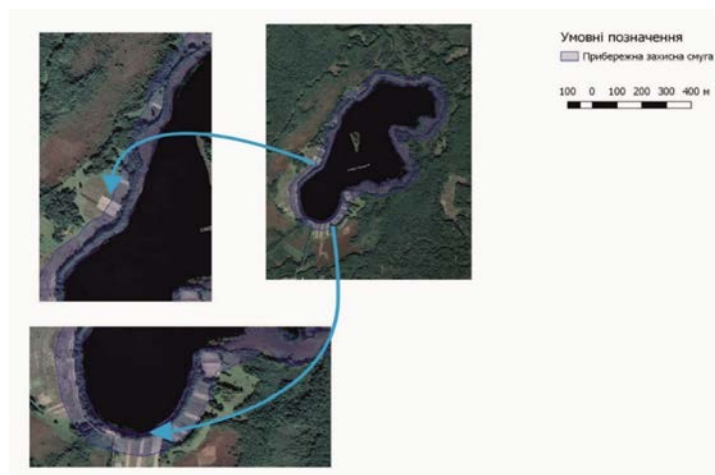 Умовні позначення
Прибережна захисна смуга
100 0 100 200 300 400 м